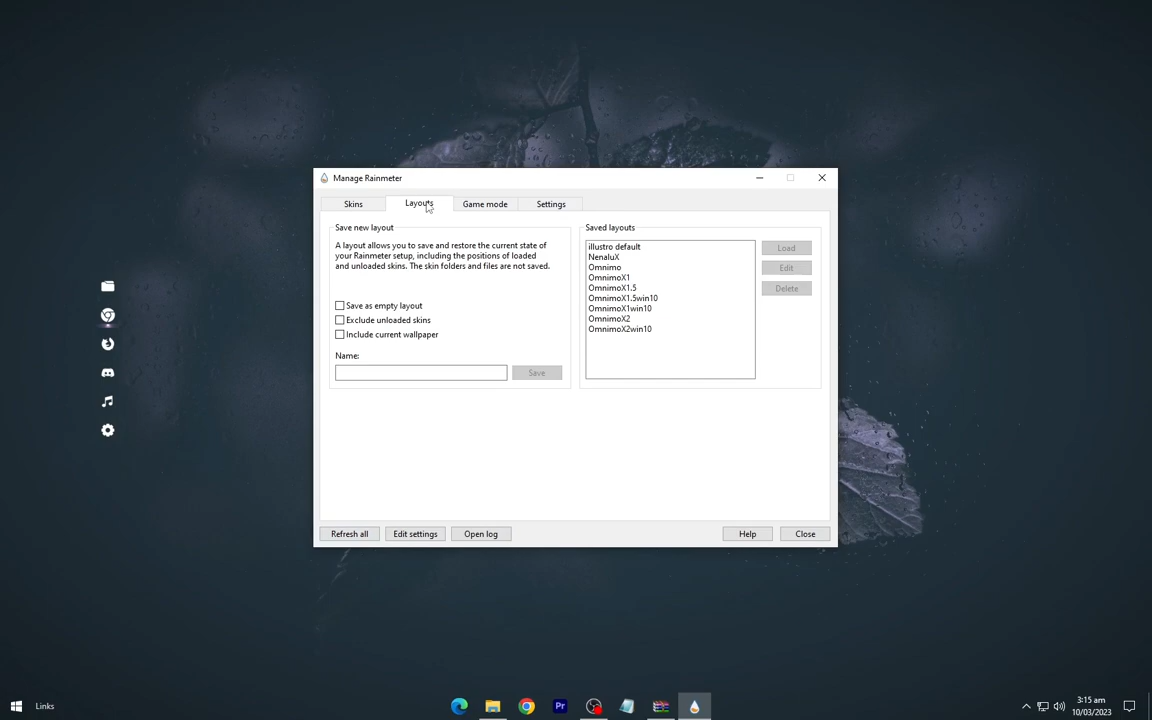 Manage Rainmeter
Skins
Layouts
Game mode
Settings
Save new layout
A layout allows you to save and restore the current state of
your Rainmeter setup, including the positions of loaded
and unloaded skins. The skin folders and files are not saved.
Save as empty layout
Exclude unloaded skins
Include current wallpaper
Name:
Save
Saved layouts
illustro default
NenaluX
Omnimo
OmnimoX1
OmnimoX1.5
OmnimoX1.5win10
OmnimoX1win10
OmnimoX2
OmnimoX2win10
Load
Edit
Delete
Refresh all
Edit settings
Open log
Help
Close
Links
Pr
3:15 am
10/03/2023